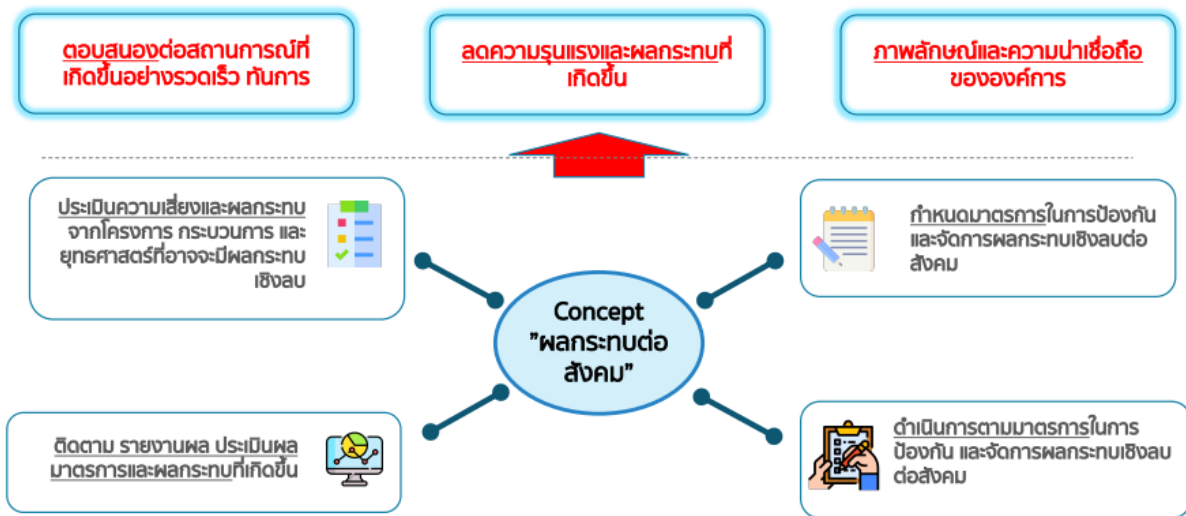 ตอบสนองต่อสถานการณ์ที่
เกิดขึ้นอย่างรวดเร็ว ทันการ
ลดความรุนแรงและผลกระทบที่
เกิดขึ้น
ภาพลักษณ์และความน่าเชื่อถือ
ขององค์การ
ประเมินความเสี่ยงและผลกระทบ
จากโครงการ กระบวนการ และ
ยุทธศาสตร์ที่อาจจะมีผลกระทบ
เชิงลบ
กำหนดมาตรการในการป้องกัน
และจัดการผลกระทบเชิงลบต่อ
สังคม
Concept
”ผลกระทบต่อ
สังคม”
ติดตาม รายงานผล ประเมินผล
มาตรการและผลกระทบที่เกิดขึ้น
ดำเนินการตามมาตรการในการ
ป้องกัน และจัดการผลกระทบเชิงลบ
ต่อสังคม